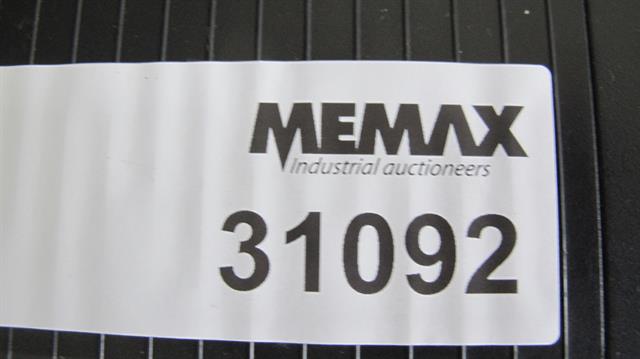 MEMAX
Industrial auctioneers
31092